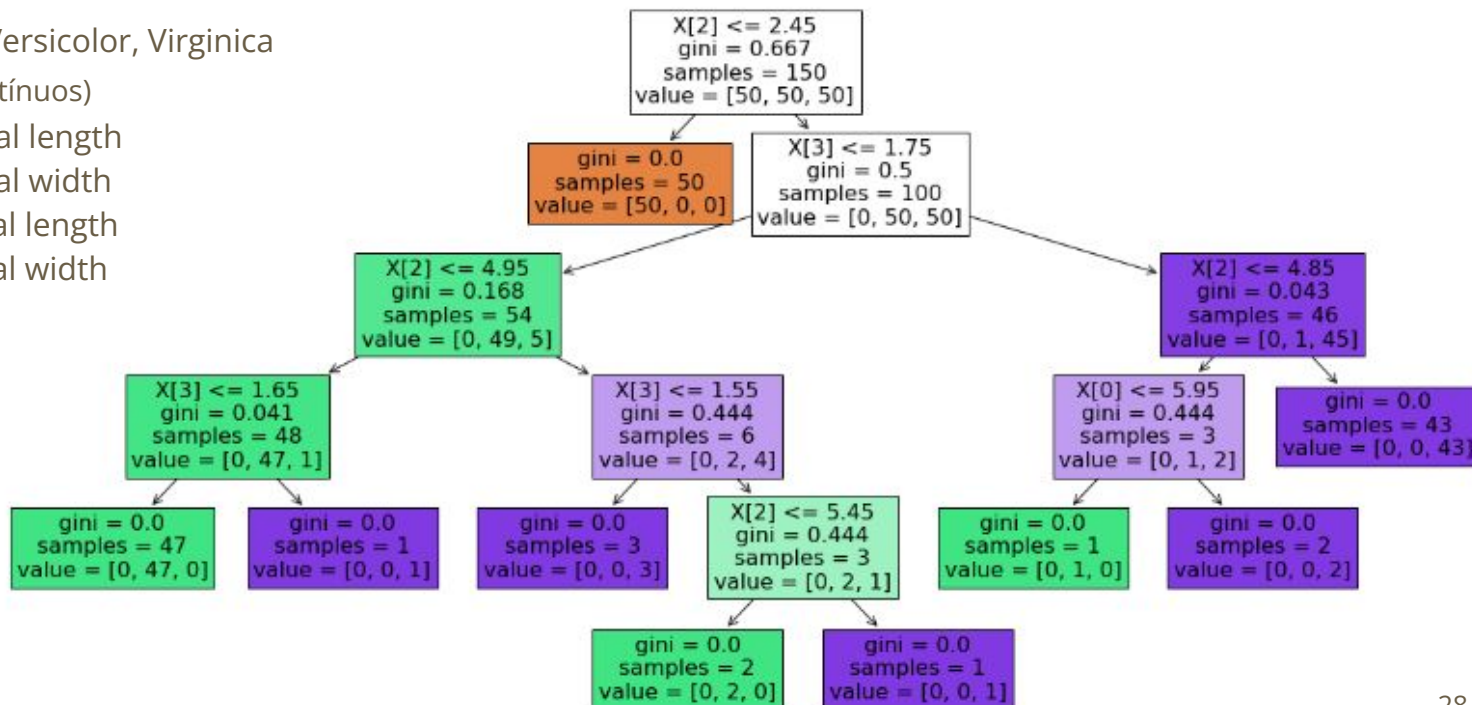 ersicolor, Virginica
tínuos)
al length
al width
al length
al width
X[2] <= 2.45
gini = 0.667
samples = 150
value = [50, 50, 50]
gini = 0.0
samples = 50
value = [50, 0, 0]
X[3] <= 1.75
gini = 0.5
samples = 100
value = [0, 50, 50]
X[2] <= 4.95
gini = 0.168
samples = 54
value = [0, 49, 5]
X[2] <= 4.85
gini = 0.043
samples = 46
value = [0, 1, 45]
X[3] <= 1.65
gini = 0.041
samples = 48
value = [0, 47, 1]
X[3] <= 1.55
gini = 0.444
samples = 6
value = [0, 2, 4]
X[0] <= 5.95
gini = 0.444
samples = 3
value = [0, 1, 2]
gini = 0.0
samples = 43
value = [0, 0, 43]
gini = 0.0
samples = 47
value = [0, 47, 0]
gini = 0.0
samples = 1
value = [0, 0, 1]
gini = 0.0
samples = 3
value = [0, 0, 3]
X[2] <= 5.45
gini = 0.444
samples = 3
value = [0, 2, 1]
gini = 0.0
samples = 1
value = [0, 1, 0]
gini = 0.0
samples = 2
value = [0, 0, 2]
gini = 0.0
samples = 2
value = [0, 2, 0]
gini = 0.0
samples = 1
value = [0, 0, 1]